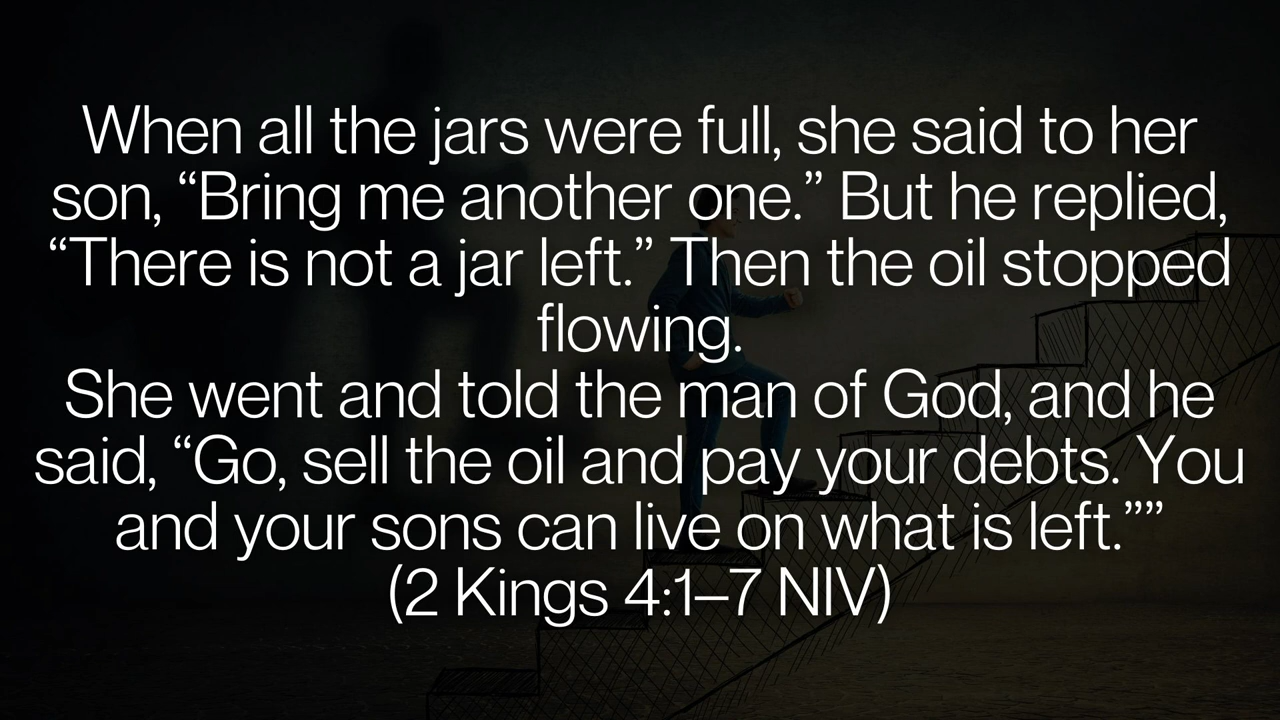 When all the jars were full, she said to her
son, “Bring me another one.” But he replied,
“There is not a jar left.” Then the oil stopped
flowing.
She went and told the man of God, and he
said, “Go, sell the oil and pay your debts. You
and your sons can live on what is left.””
(2 Kings 4:1–7 NIV)